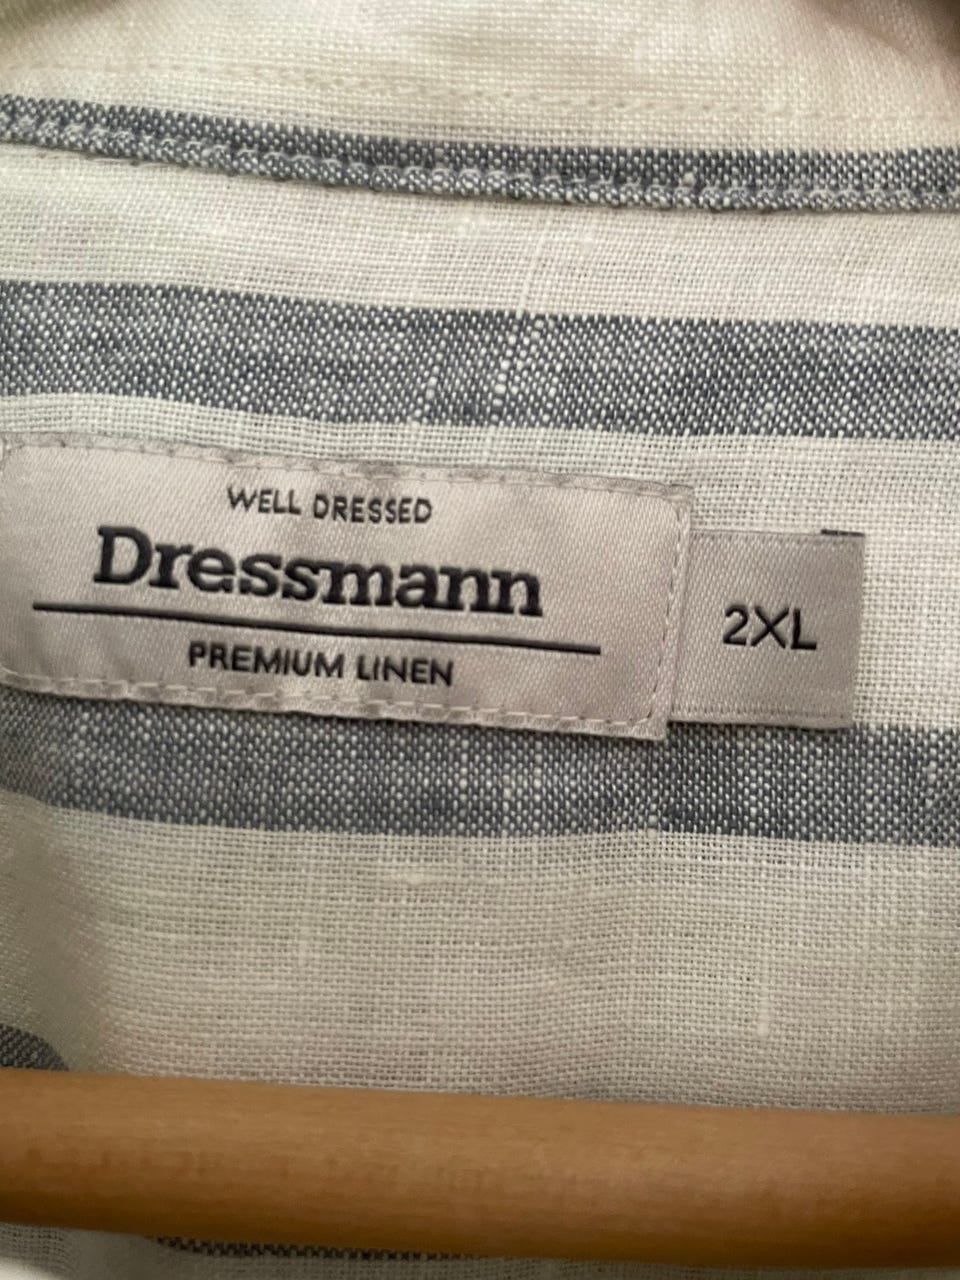 WELL DRESSED
Dressmann
PREMIUM LINEN
2XL